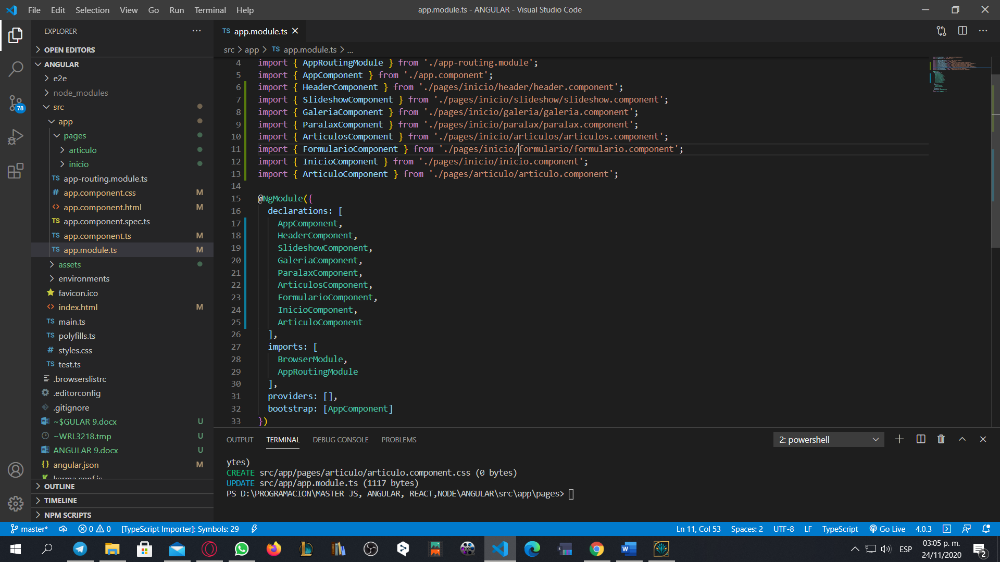 File Edit Selection View Go Run Terminal Help
app.module.ts - ANGULAR - Visual Studio Code
EXPLORER
OPEN EDITORS
ANGULAR
e2e
node_modules
src
app
pages
articulo
inicio
TS app-routing.module.ts
# app.component.css M
<> app.component.html M
TS app.component.spec.ts
TS app.component.ts M
TS app.module.ts M
assets
environments
favicon.ico
<> index.html M
TS main.ts
TS polyfills.ts
# styles.css
TS test.ts
.browserslistrc
.editorconfig
.gitignore
~$GULAR 9.docx U
~WRL3218.tmp U
ANGULAR 9.docx U
{} angular.json M
karma.conf.js
OUTLINE
TIMELINE
NPM SCRIPTS
78
TS app.module.ts
src > app > TS app.module.ts > ...
4 import { AppRoutingModule } from './app-routing.module';
5 import { AppComponent } from './app.component';
6 import { HeaderComponent } from './pages/inicio/header/header.component';
7 import { SlideshowComponent } from './pages/inicio/slideshow/slideshow.component';
8 import { GaleriaComponent } from './pages/inicio/galeria/galeria.component';
9 import { ParalaxComponent } from './pages/inicio/paralax/paralax.component';
10 import { ArticulosComponent } from './pages/inicio/articulos/articulos.component';
11 import { FormularioComponent } from './pages/inicio/formulario/formulario.component';
12 import { InicioComponent } from './pages/inicio/inicio.component';
13 import { ArticuloComponent } from './pages/articulo/articulo.component';
14
15 @NgModule({
16 declarations: [
17 AppComponent,
18 HeaderComponent,
19 SlideshowComponent,
20 GaleriaComponent,
21 ParalaxComponent,
22 ArticulosComponent,
23 FormularioComponent,
24 InicioComponent,
25 ArticuloComponent
26 ],
27 imports: [
28 BrowserModule,
29 AppRoutingModule
30 ],
31 providers: [],
32 bootstrap: [AppComponent]
33 })
OUTPUT TERMINAL DEBUG CONSOLE PROBLEMS
2: powershell
ytes)
CREATE src/app/pages/articulo/articulo.component.css (0 bytes)
UPDATE src/app/app.module.ts (1117 bytes)
PS D:\PROGRAMACION\MASTER JS, ANGULAR, REACT,NODE\ANGULAR\src\app\pages>
master* 0 0 [TypeScript Importer]: Symbols: 29
Ln 11, Col 53 Spaces: 2 UTF-8 LF TypeScript Go Live 4.0.3
ESP
03:05 p. m.
24/11/2020
2